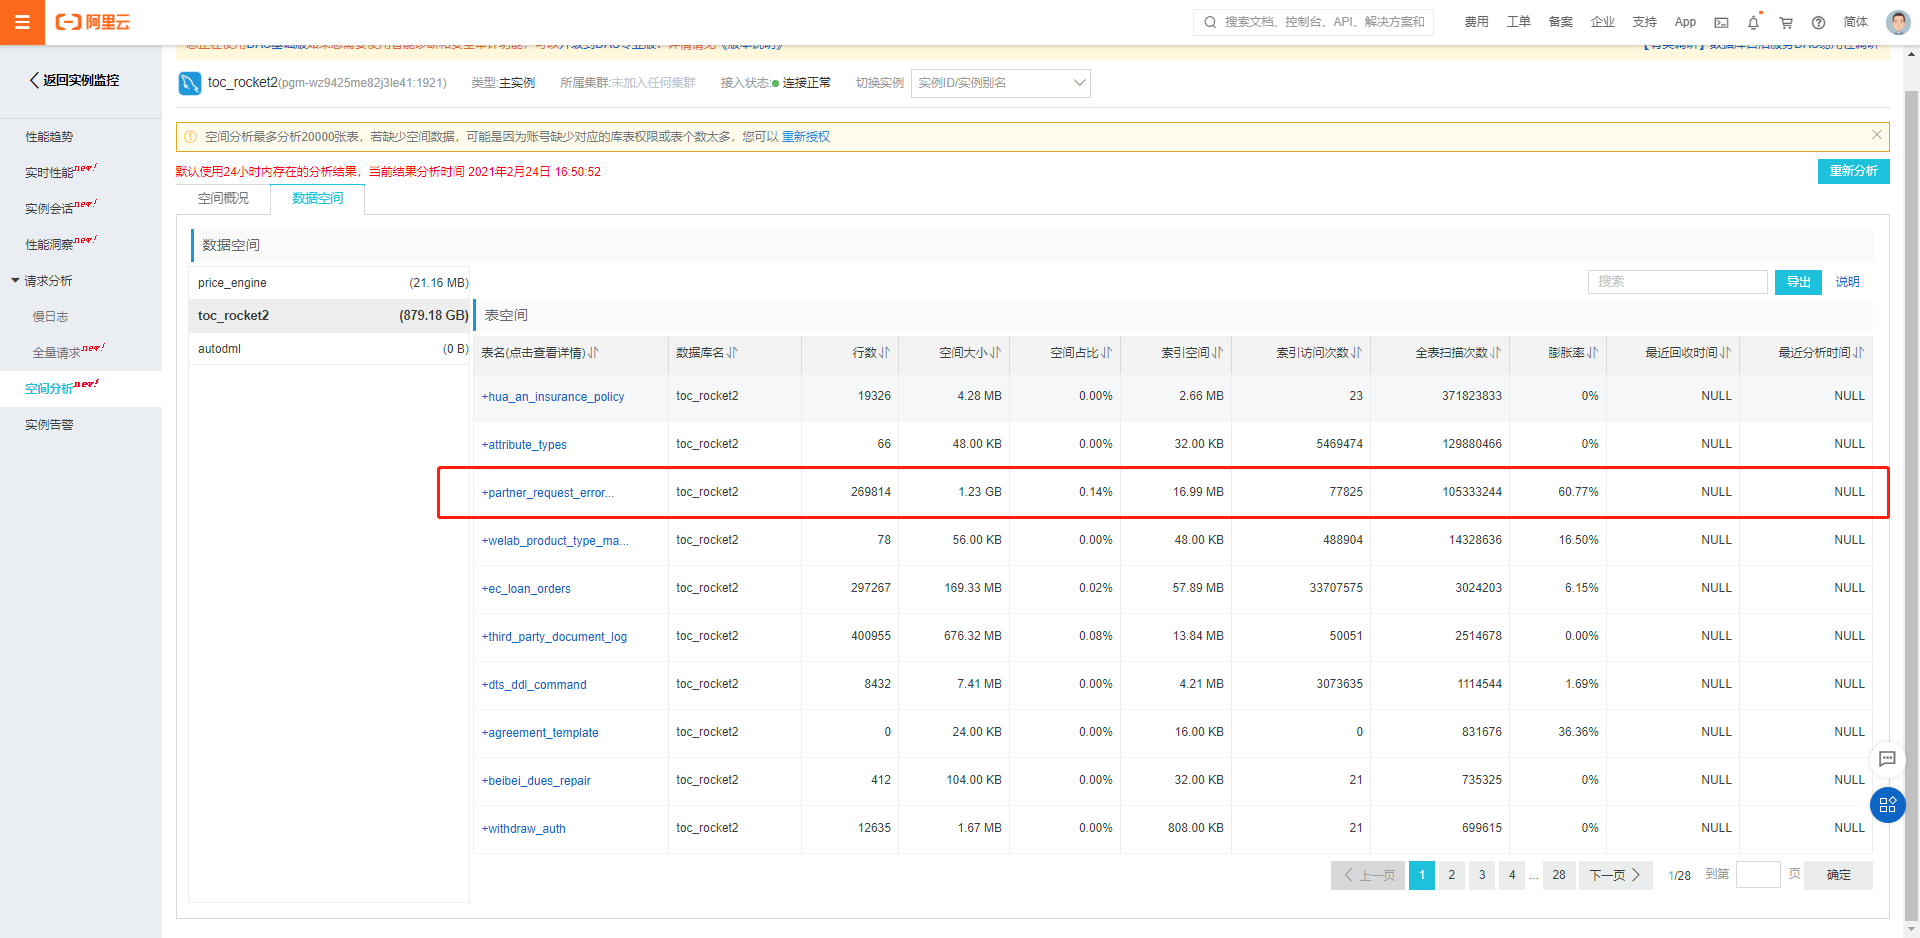 阿里云
搜索文档、控制台、API、解决方案和
费用 工单 备案 企业 支持 App 简体
返回实例监控
性能趋势
实时性能new!
实例会话new!
性能洞察new!
请求分析
慢日志
全量请求new!
空间分析new!
实例告警
toc_rocket2(pgm-wz9425me82j3le41:1921) 类型:主实例 所属集群:未加入任何集群 接入状态: 连接正常 切换实例 实例ID/实例别名
空间分析最多分析20000张表，若缺少空间数据，可能是因为账号缺少对应的库表权限或表个数太多，您可以 重新授权
默认使用24小时内存在的分析结果，当前结果分析时间 2021年2月24日 16:50:52
重新分析
空间概况 数据空间
数据空间
price_engine (21.16 MB)
toc_rocket2 (879.18 GB)
autodml (0 B)
搜索 导出 说明
表空间
表名(点击查看详情) 数据库名 行数 空间大小 空间占比 索引空间 索引访问次数 全表扫描次数 膨胀率 最近回收时间 最近分析时间
+hua_an_insurance_policy toc_rocket2 19326 4.28 MB 0.00% 2.66 MB 23 371823833 0% NULL NULL
+attribute_types toc_rocket2 66 48.00 KB 0.00% 32.00 KB 5469474 129880466 0% NULL NULL
+partner_request_error... toc_rocket2 269814 1.23 GB 0.14% 16.99 MB 77825 105333244 60.77% NULL NULL
+welab_product_type_ma... toc_rocket2 78 56.00 KB 0.00% 48.00 KB 488904 14328636 16.50% NULL NULL
+ec_loan_orders toc_rocket2 297267 169.33 MB 0.02% 57.89 MB 33707575 3024203 6.15% NULL NULL
+third_party_document_log toc_rocket2 400955 676.32 MB 0.08% 13.84 MB 50051 2514678 0.00% NULL NULL
+dts_ddl_command toc_rocket2 8432 7.41 MB 0.00% 4.21 MB 3073635 1114544 1.69% NULL NULL
+agreement_template toc_rocket2 0 24.00 KB 0.00% 16.00 KB 0 831676 36.36% NULL NULL
+beibei_dues_repair toc_rocket2 412 104.00 KB 0.00% 32.00 KB 21 735325 0% NULL NULL
+withdraw_auth toc_rocket2 12635 1.67 MB 0.00% 808.00 KB 21 699615 0% NULL NULL
上一页 1 2 3 4 ... 28 下一页 1/28 到第 页 确定